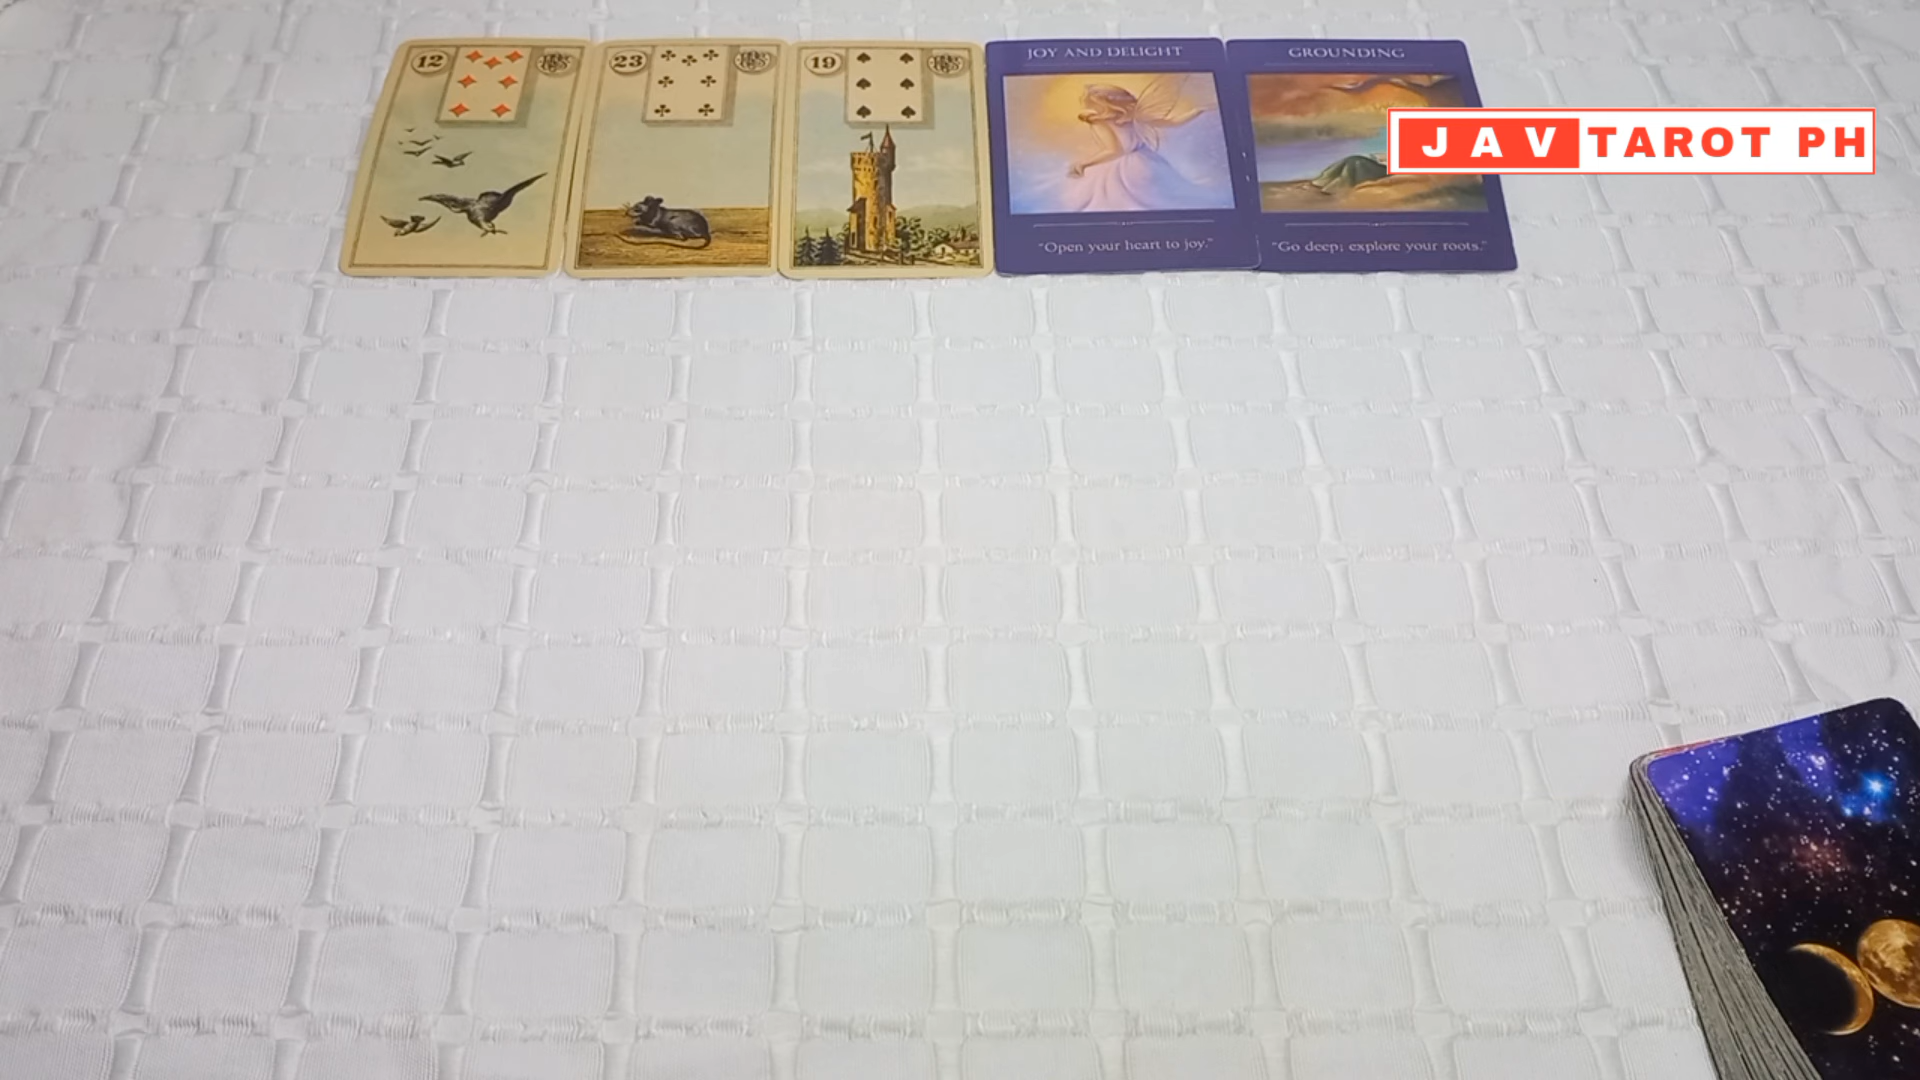 12
23
19
JOY AND DELIGHT
"Open your heart to joy."
GROUNDING
"Go deep; explore your roots."
JAV TAROT PH